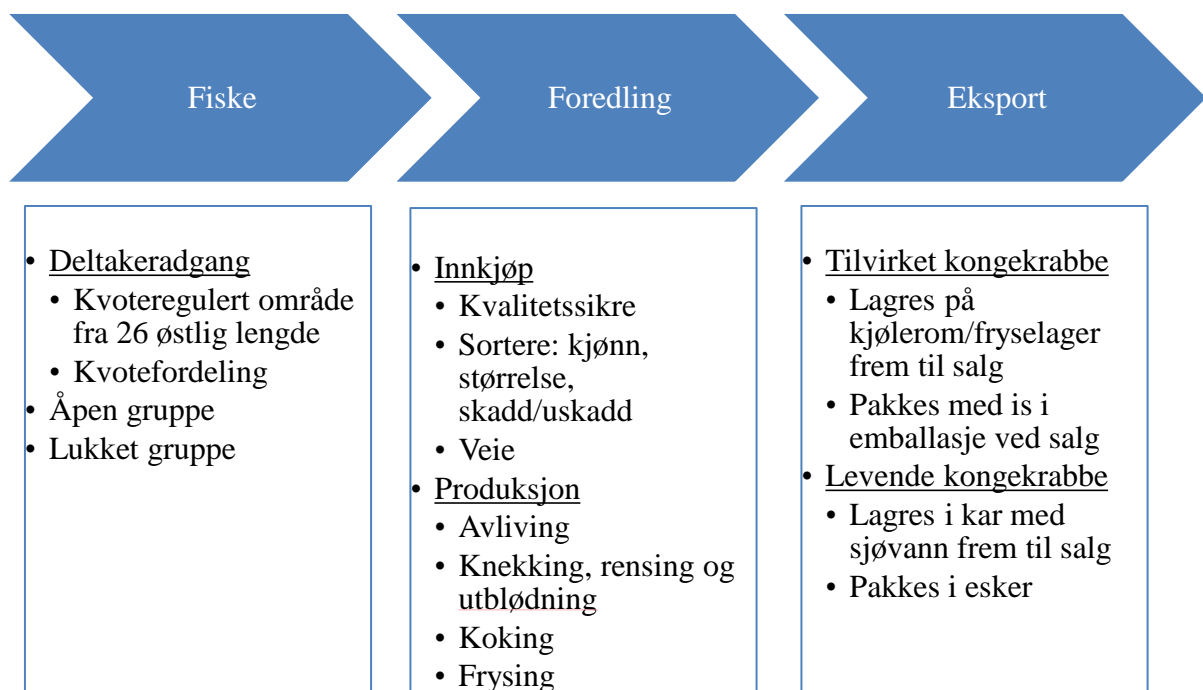 Fiske
Foredling
Eksport
• Deltakeradgang
• Kvoteregulert område
fra 26 østlig lengde
• Kvotefordeling
• Åpen gruppe
• Lukket gruppe
• Innkjøp
• Kvalitetssikre
• Sortere: kjønn,
størrelse,
skadd/uskadd
• Veie
• Produksjon
• Avliving
• Knekking, rensing og
utblødning
• Koking
• Frysing
• Tilvirket kongekrabbe
• Lagres på
kjølerom/fryselager
frem til salg
• Pakkes med is i
emballasje ved salg
• Levende kongekrabbe
• Lagres i kar med
sjøvann frem til salg
• Pakkes i esker